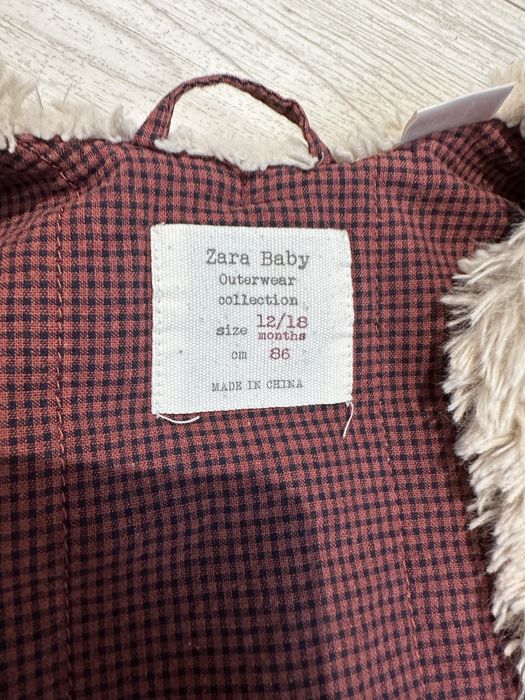 Zara Baby
Outerwear
collection
size 12/18
months
cm 86
MADE IN CHINA